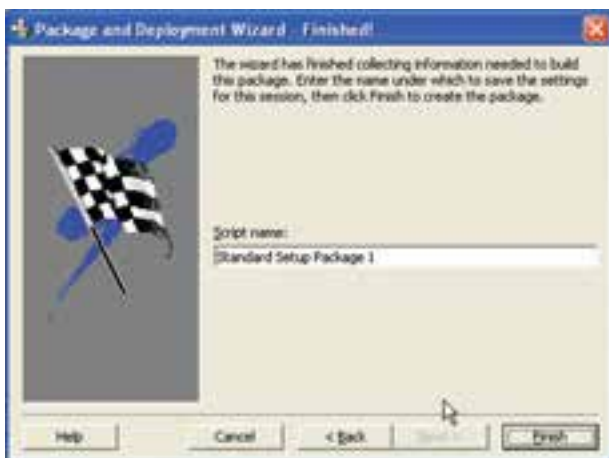 Package and Deployment Wizard - Finished!
The wizard has finished collecting information needed to build
this package. Enter the name under which to save the settings
for this session, then click Finish to create the package.
Script name:
Standard Setup Package 1
Help Cancel < Back Next > Finish